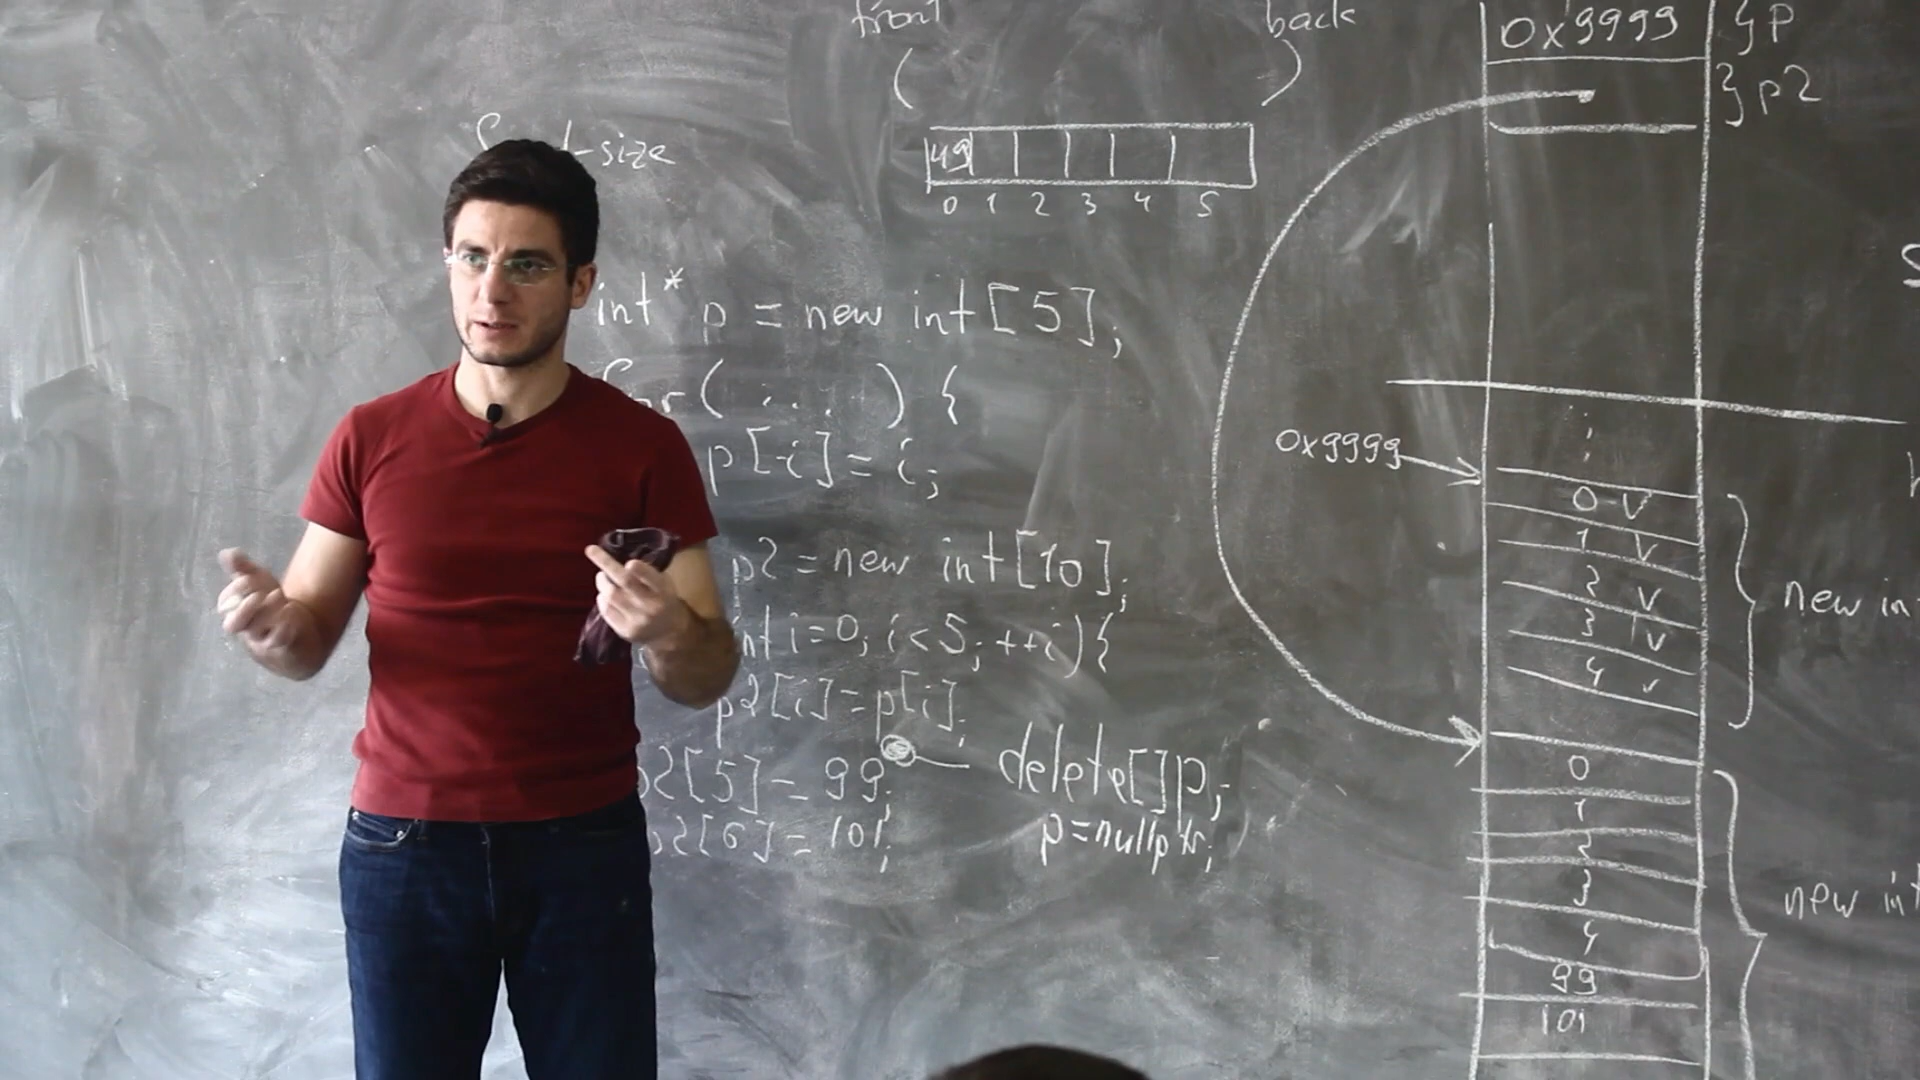 front back
0x9999 }p
}p2
-size
( )
49
0 1 2 3 4 5
int* p = new int[5];
for( ... ) {
p[i]=i;
p2 = new int[10];
int i=0; i<5; ++i){
p2[i]=p[i];
p2[5]=99;
p2[6]=101;
delete[]p;
p=nullptr;
0x9999
0 v
1 v
2 v
3 v
4 v
new in
0
1
2
3
4
99
101
new int